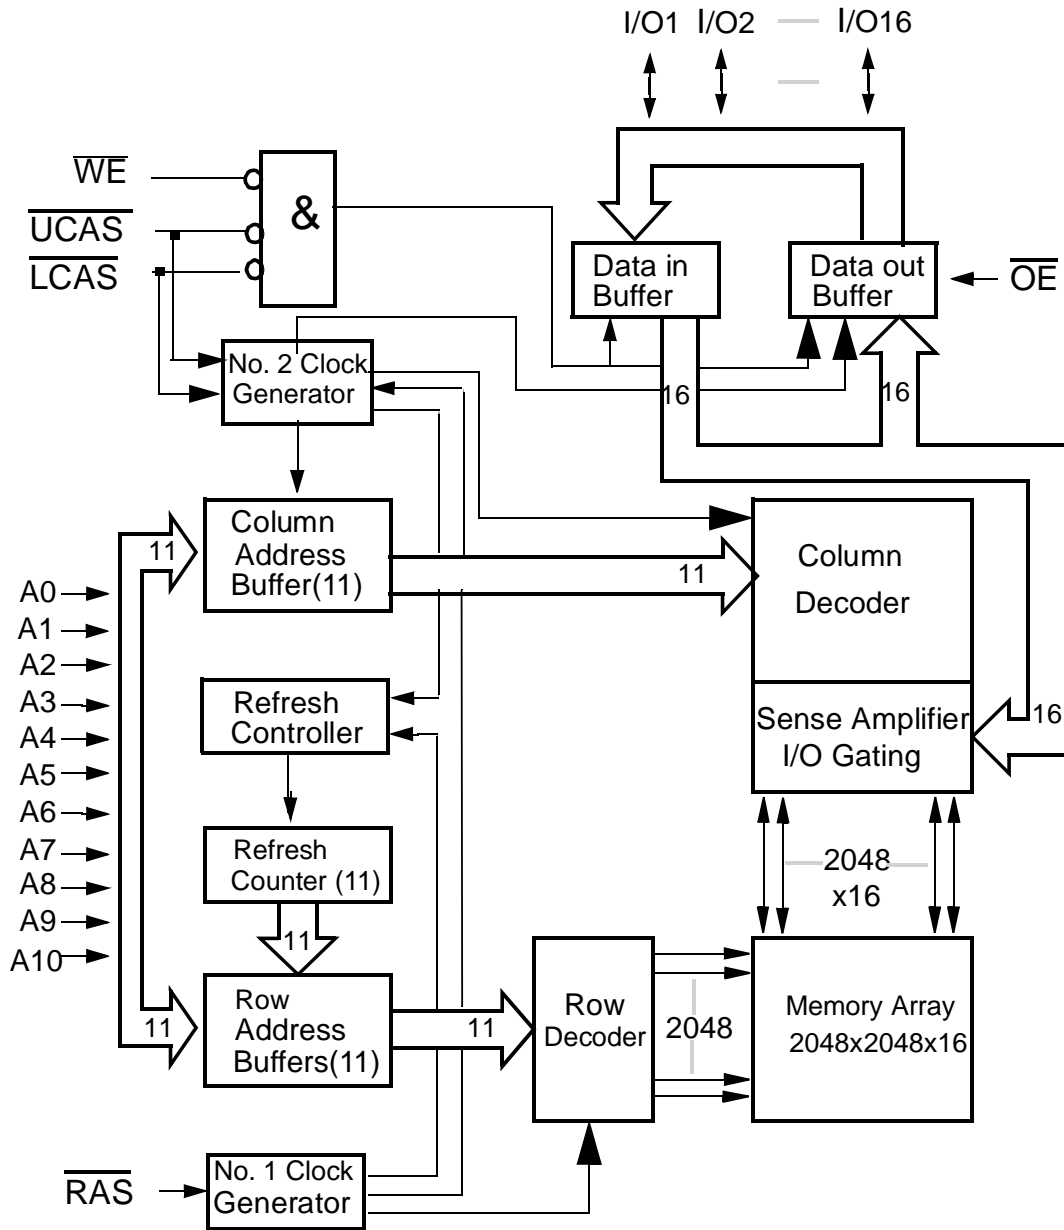 I/O1 I/O2 I/O16
WE
&
UCAS
LCAS
Data in
Buffer
Data out
Buffer
OE
No. 2 Clock
Generator
16
16
Column
Address
Buffer(11)
11
11
Column
Decoder
A0
A1
A2
A3
A4
A5
A6
A7
A8
A9
A10
Refresh
Controller
Sense Amplifier
I/O Gating
16
Refresh
Counter (11)
2048
x16
11
Row
Address
Buffers(11)
11
11
Row
Decoder
2048
Memory Array
2048x2048x16
RAS
No. 1 Clock
Generator